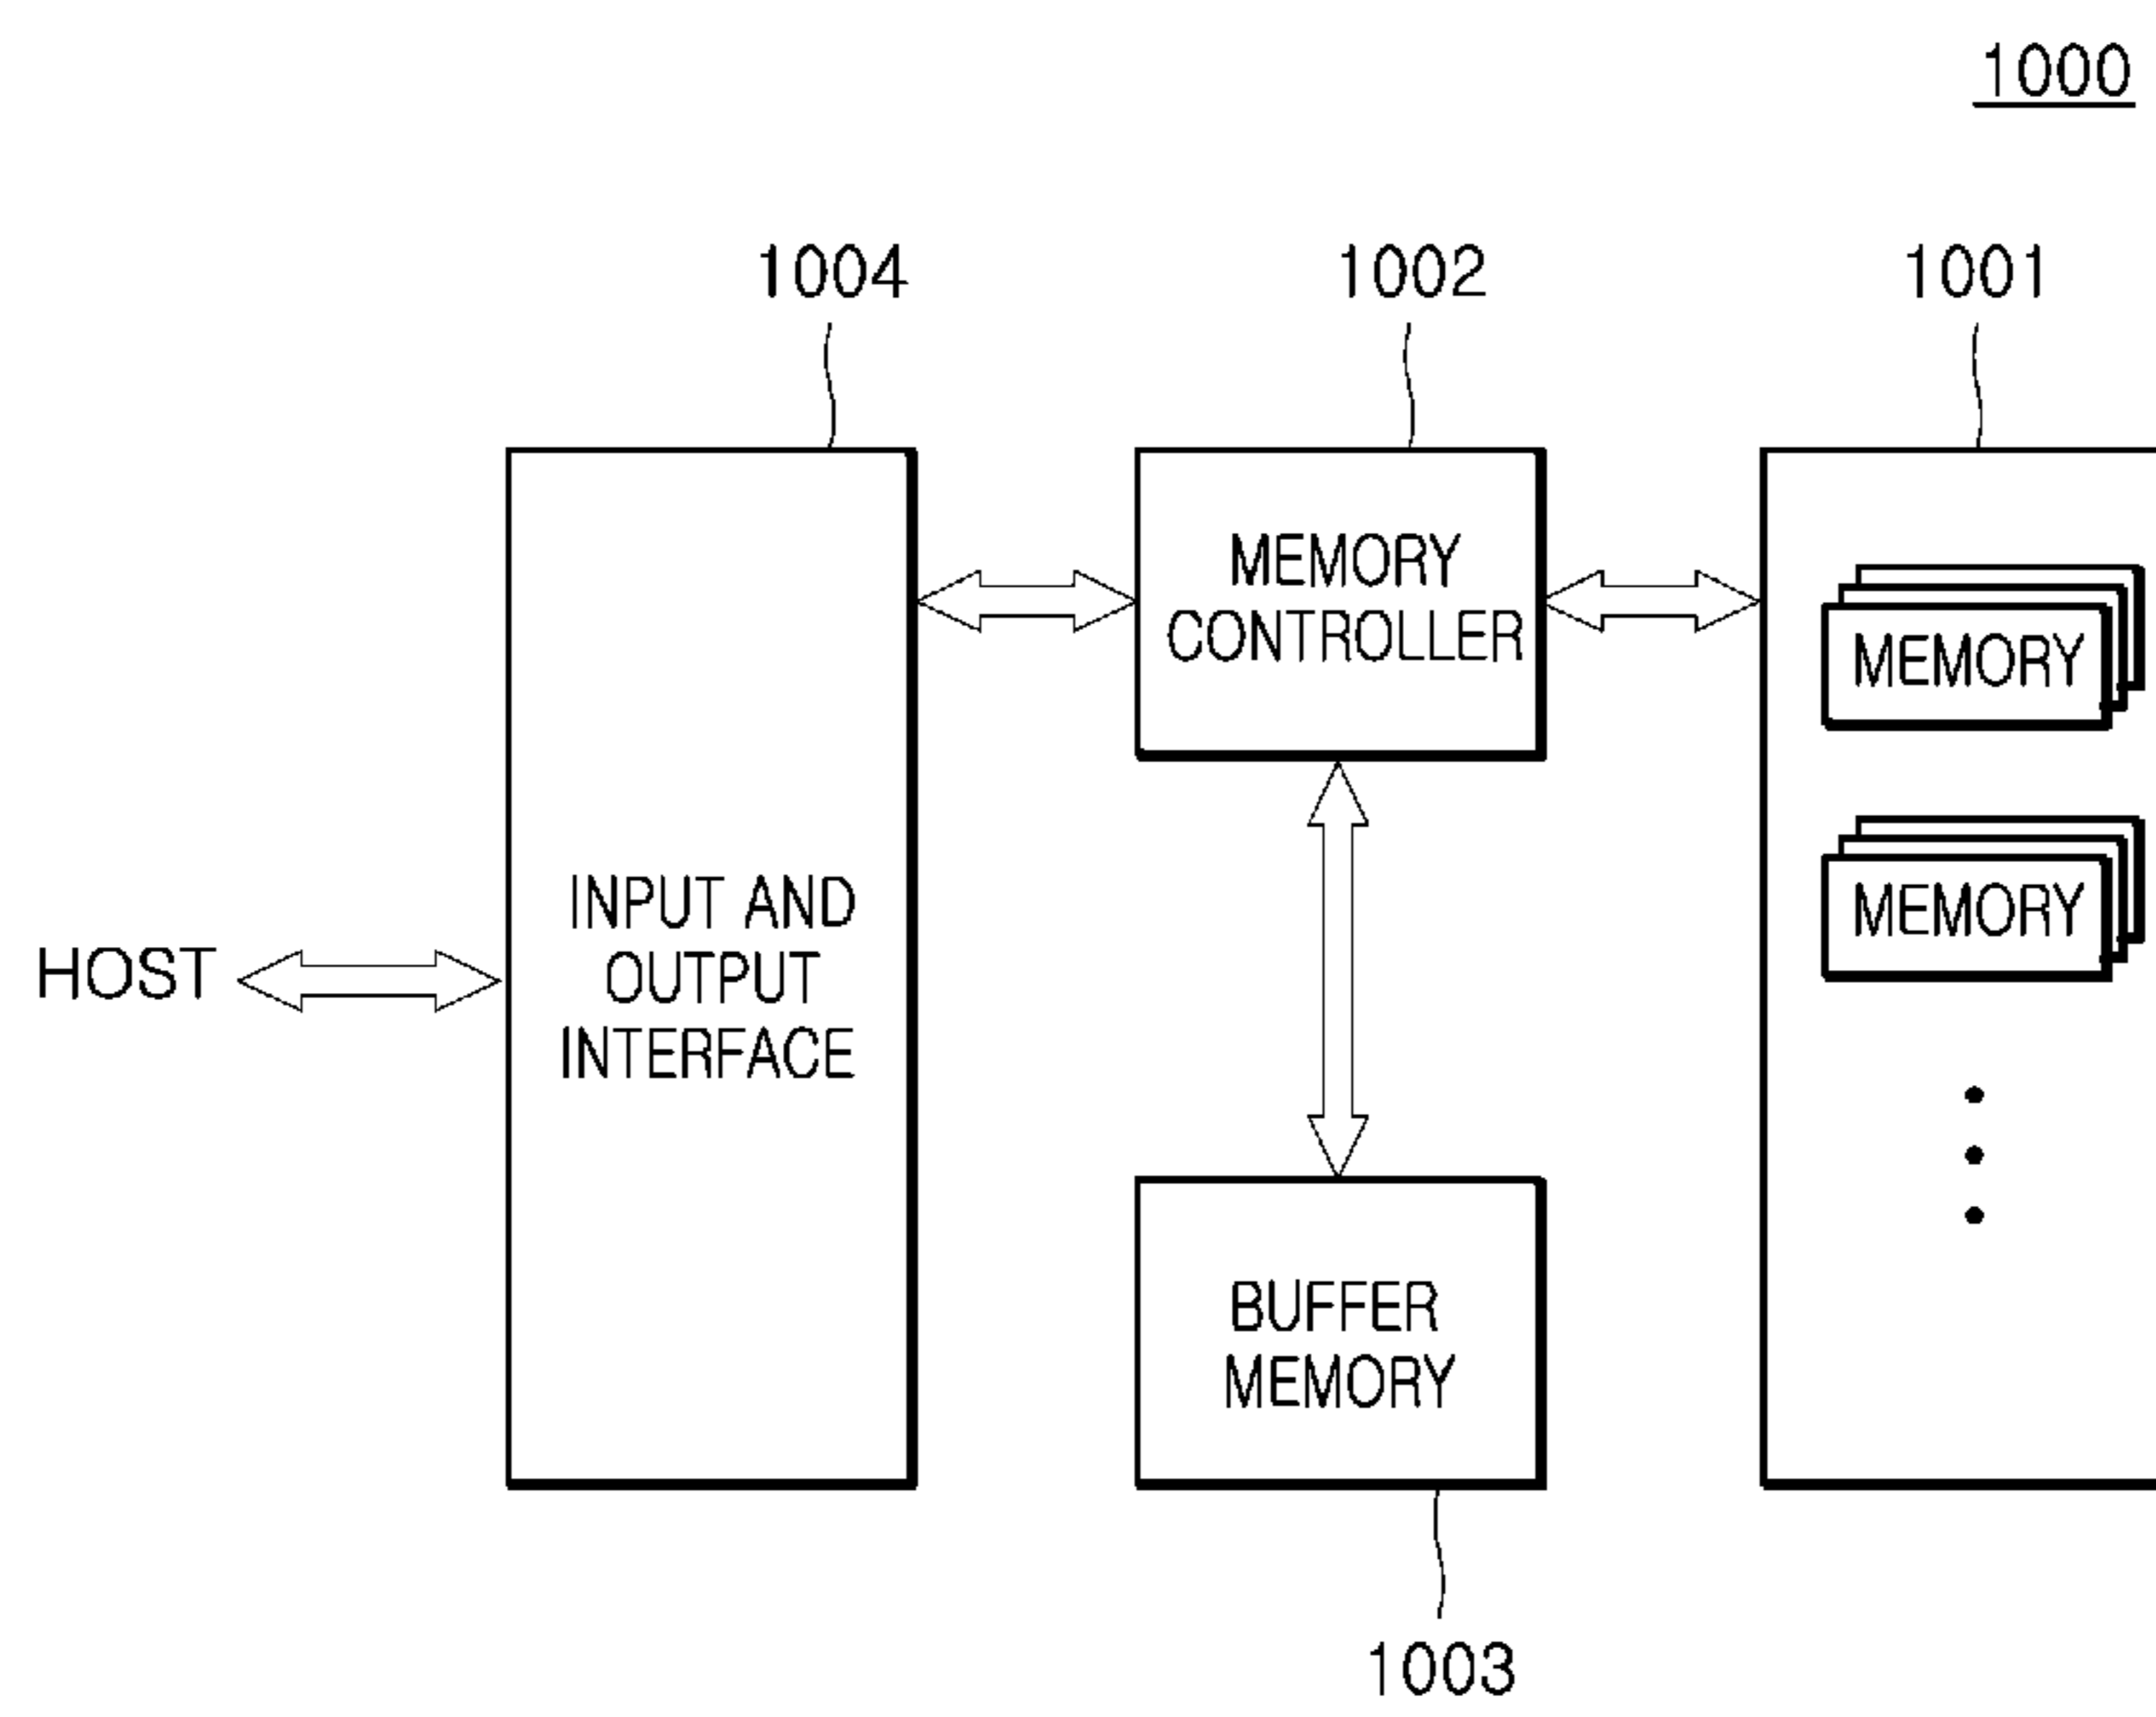 1000
1004
1002
1001
MEMORY
CONTROLLER
MEMORY
MEMORY
INPUT AND
OUTPUT
INTERFACE
HOST
BUFFER
MEMORY
1003